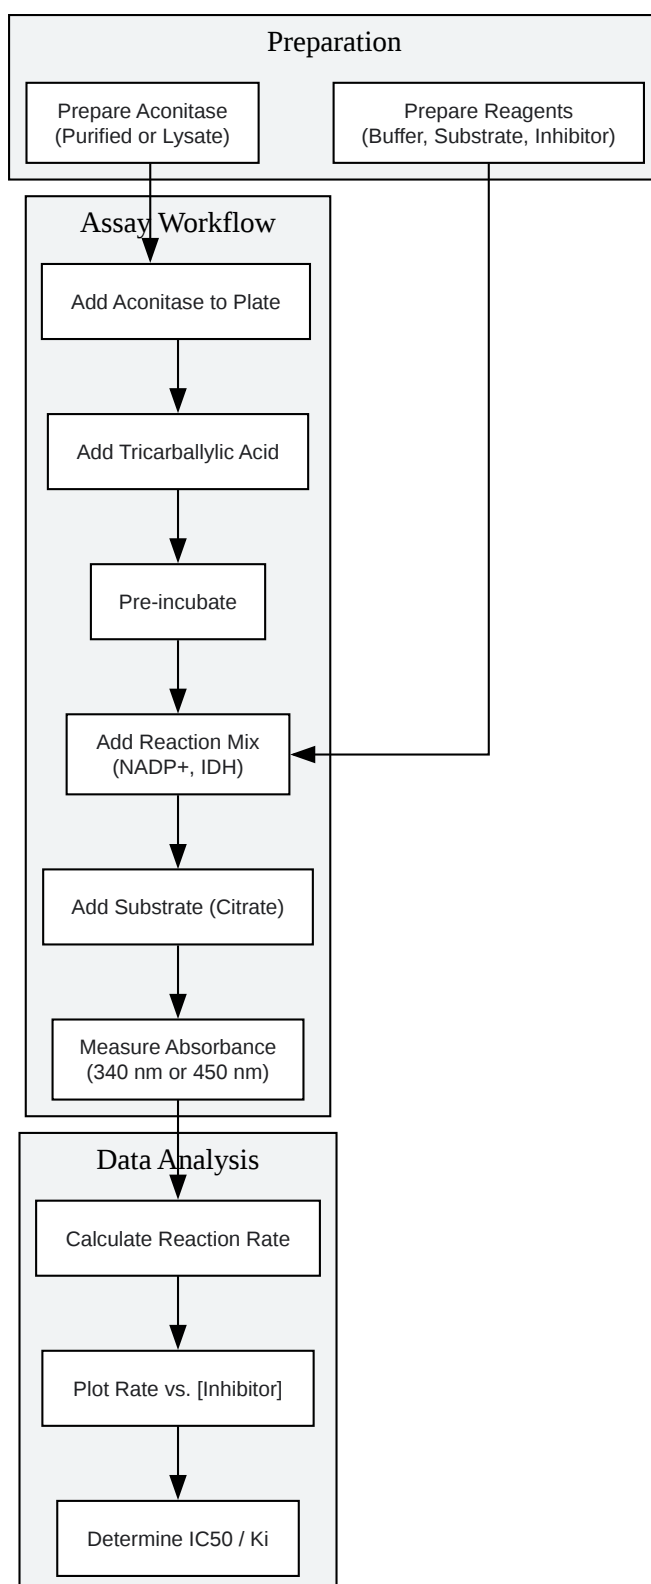 Preparation
Prepare Aconitase
(Purified or Lysate)
Prepare Reagents
(Buffer, Substrate, Inhibitor)
Assay Workflow
Add Aconitase to Plate
Add Tricarballylic Acid
Pre-incubate
Add Reaction Mix
(NADP+, IDH)
Add Substrate (Citrate)
Measure Absorbance
(340 nm or 450 nm)
Data Analysis
Calculate Reaction Rate
Plot Rate vs. [Inhibitor]
Determine IC50 / Ki